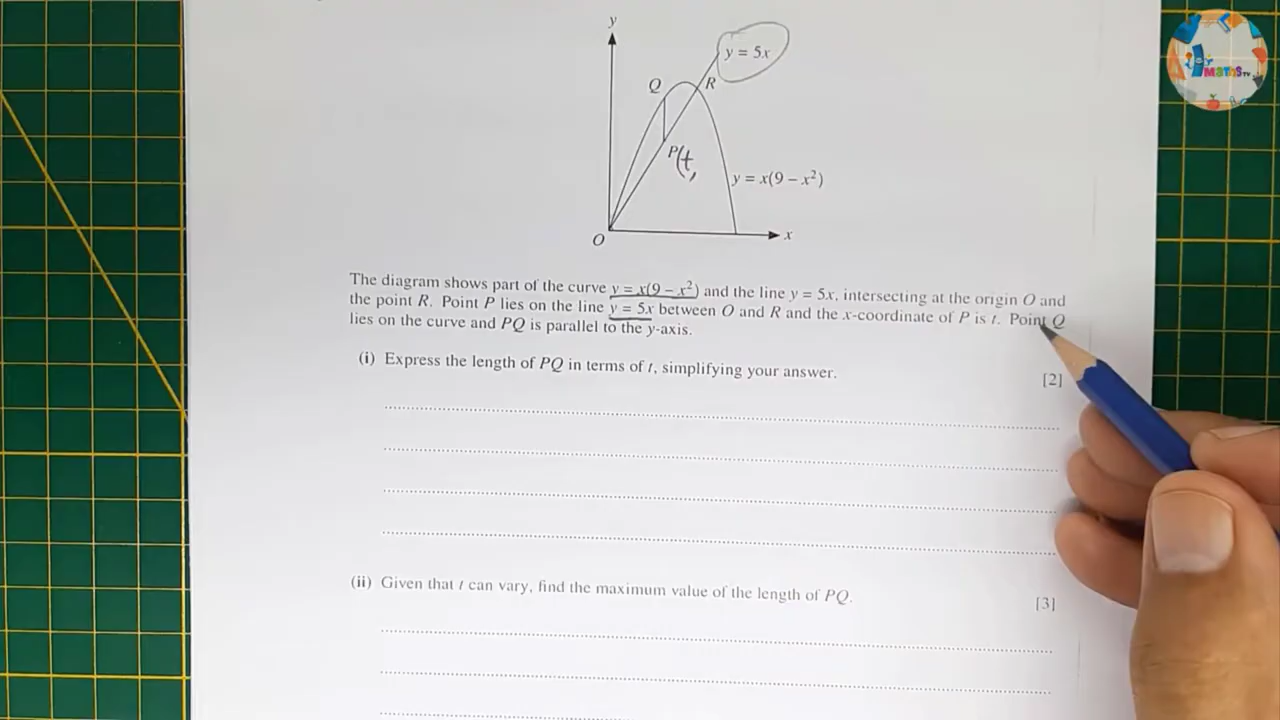 y
y = 5x
Q
R
P(t,
y = x(9 − x²)
O
x
The diagram shows part of the curve y = x(9 − x²) and the line y = 5x, intersecting at the origin O and
the point R. Point P lies on the line y = 5x between O and R and the x-coordinate of P is t. Point Q
lies on the curve and PQ is parallel to the y-axis.
(i) Express the length of PQ in terms of t, simplifying your answer.
[2]
(ii) Given that t can vary, find the maximum value of the length of PQ.
[3]
MATHS TV